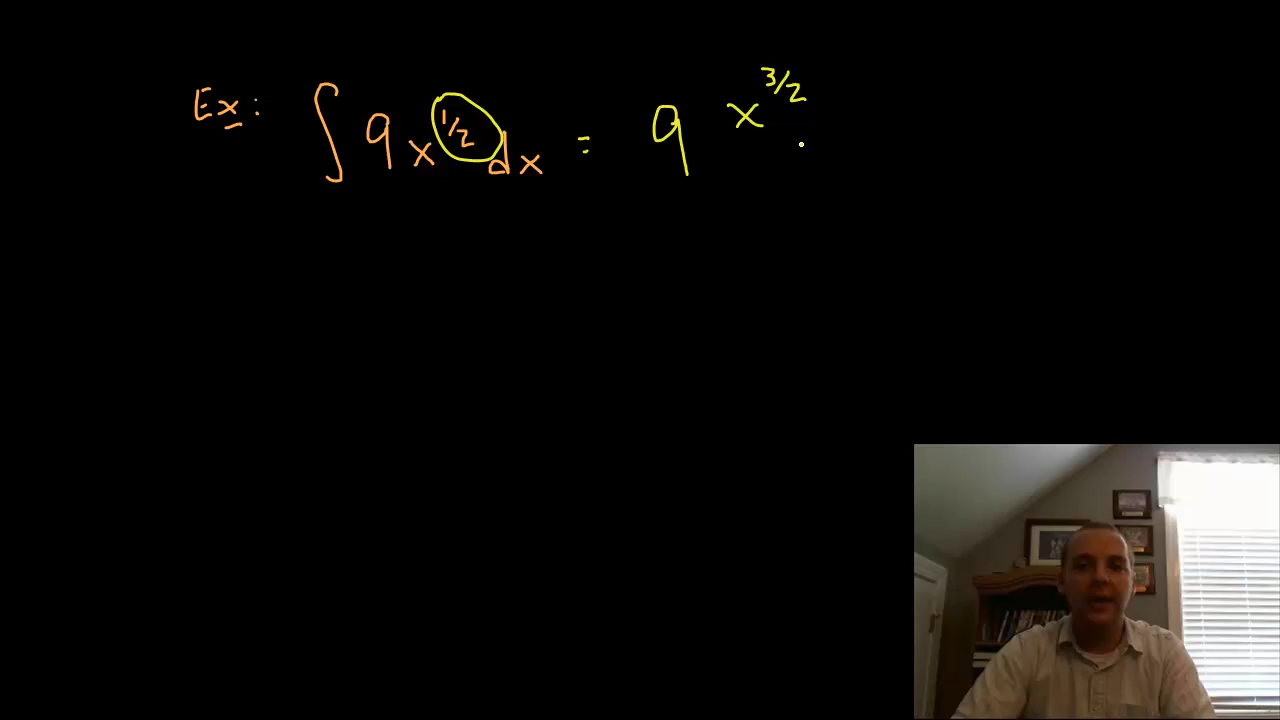 Ex: ∫ 9x^{1/2} dx = 9 x^{3/2}